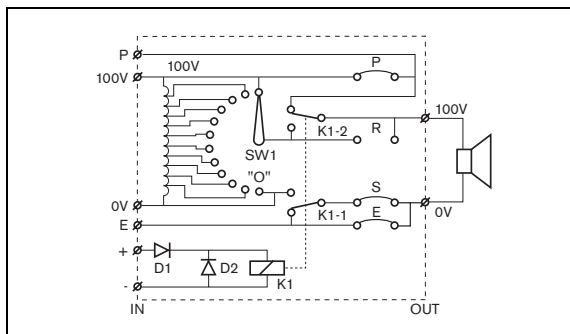 P
100V
100V
P
100V
K1-2
R
SW1
"O"
0V
S
K1-1
E
E
0V
+
D1
D2
K1
-
IN
OUT